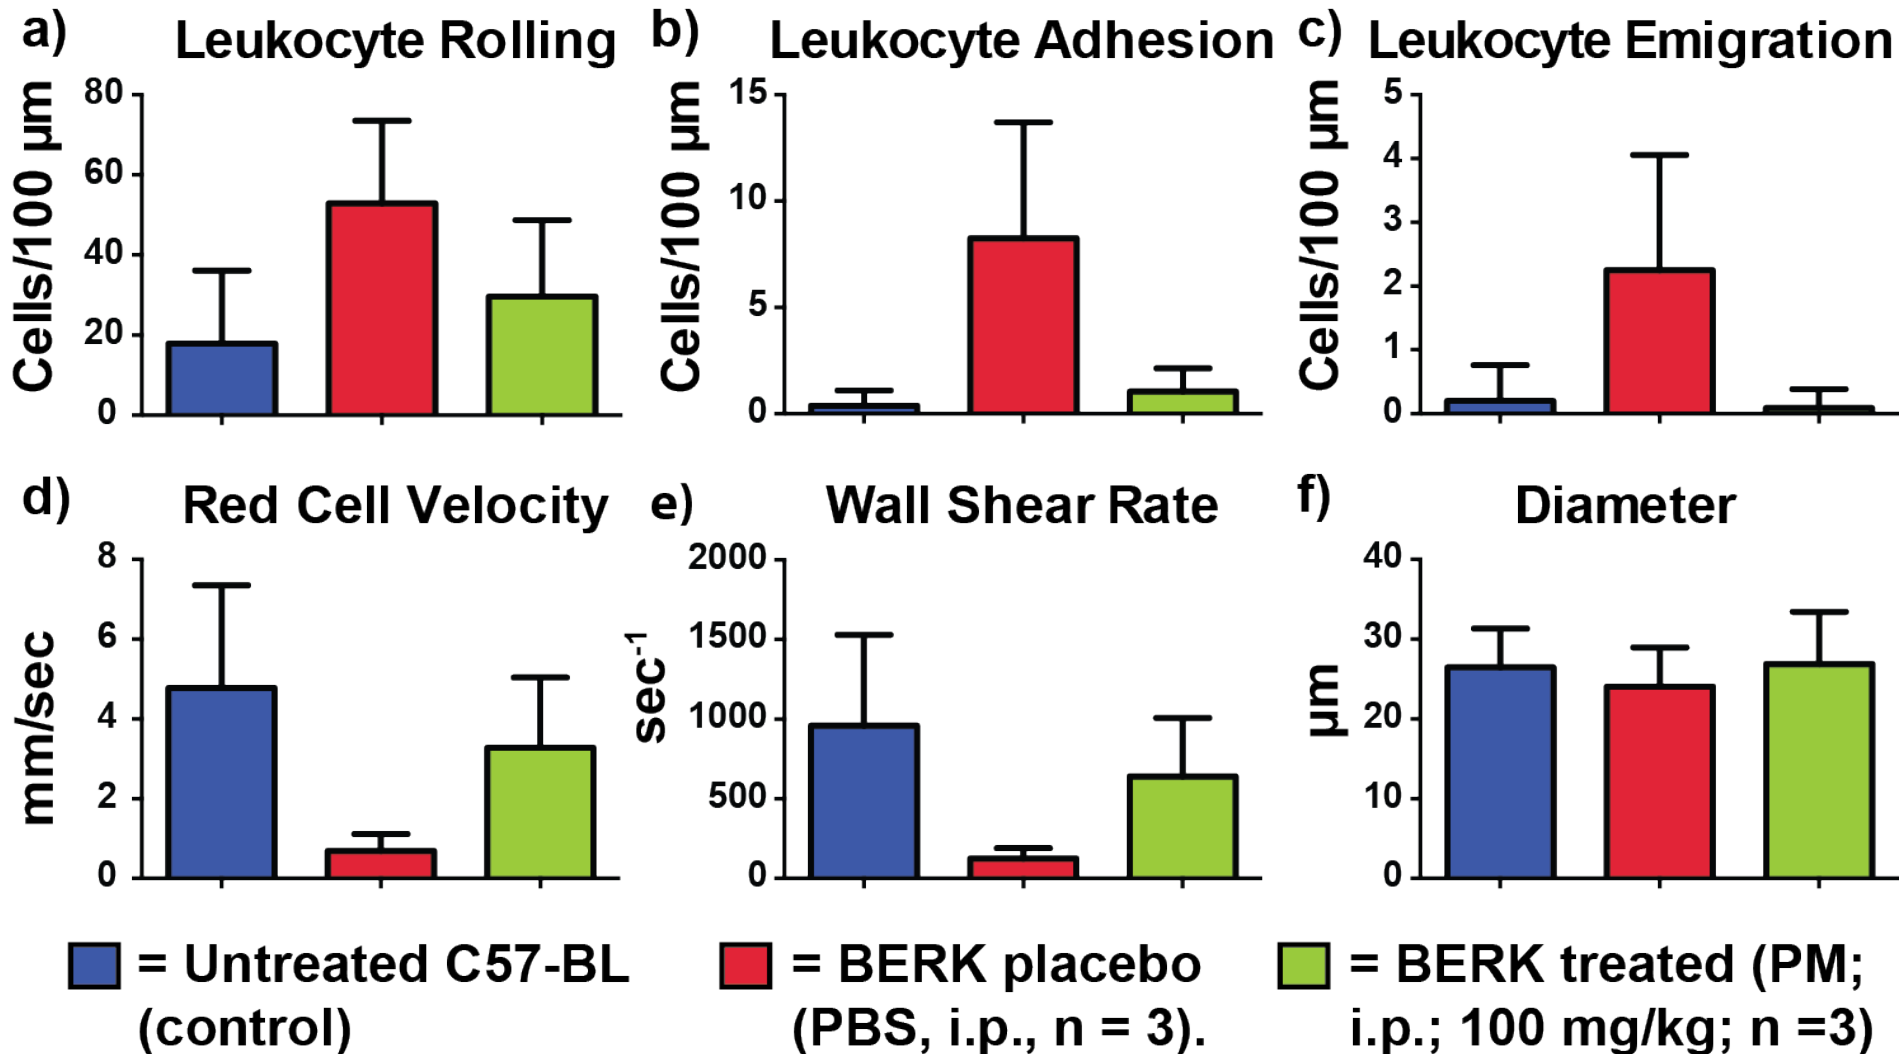 a) Leukocyte Rolling
Cells/100 µm
80
60
40
20
0
b) Leukocyte Adhesion
Cells/100 µm
15
10
5
0
c) Leukocyte Emigration
Cells/100 µm
5
4
3
2
1
0
d) Red Cell Velocity
mm/sec
8
6
4
2
0
e) Wall Shear Rate
sec⁻¹
2000
1500
1000
500
0
f) Diameter
µm
40
30
20
10
0
= Untreated C57-BL
(control)
= BERK placebo
(PBS, i.p., n = 3).
= BERK treated (PM;
i.p.; 100 mg/kg; n =3)